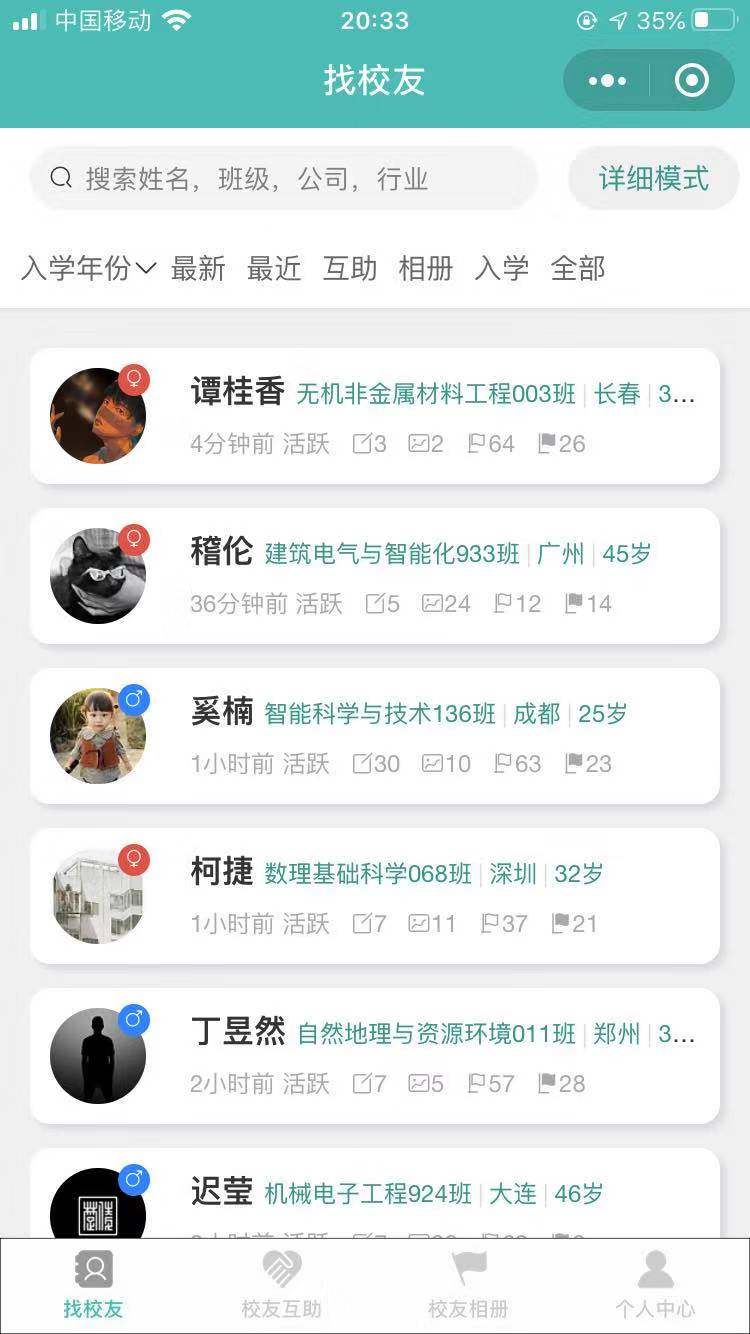 中国移动 20:33 35%
找校友
搜索姓名，班级，公司，行业 详细模式
入学年份 最新 最近 互助 相册 入学 全部
谭桂香 无机非金属材料工程003班 | 长春 | 3...
4分钟前 活跃 3 2 64 26
稽伦 建筑电气与智能化933班 | 广州 | 45岁
36分钟前 活跃 5 24 12 14
奚楠 智能科学与技术136班 | 成都 | 25岁
1小时前 活跃 30 10 63 23
柯捷 数理基础科学068班 | 深圳 | 32岁
1小时前 活跃 7 11 37 21
丁昱然 自然地理与资源环境011班 | 郑州 | 3...
2小时前 活跃 7 5 57 28
迟莹 机械电子工程924班 | 大连 | 46岁
找校友 校友互助 校友相册 个人中心